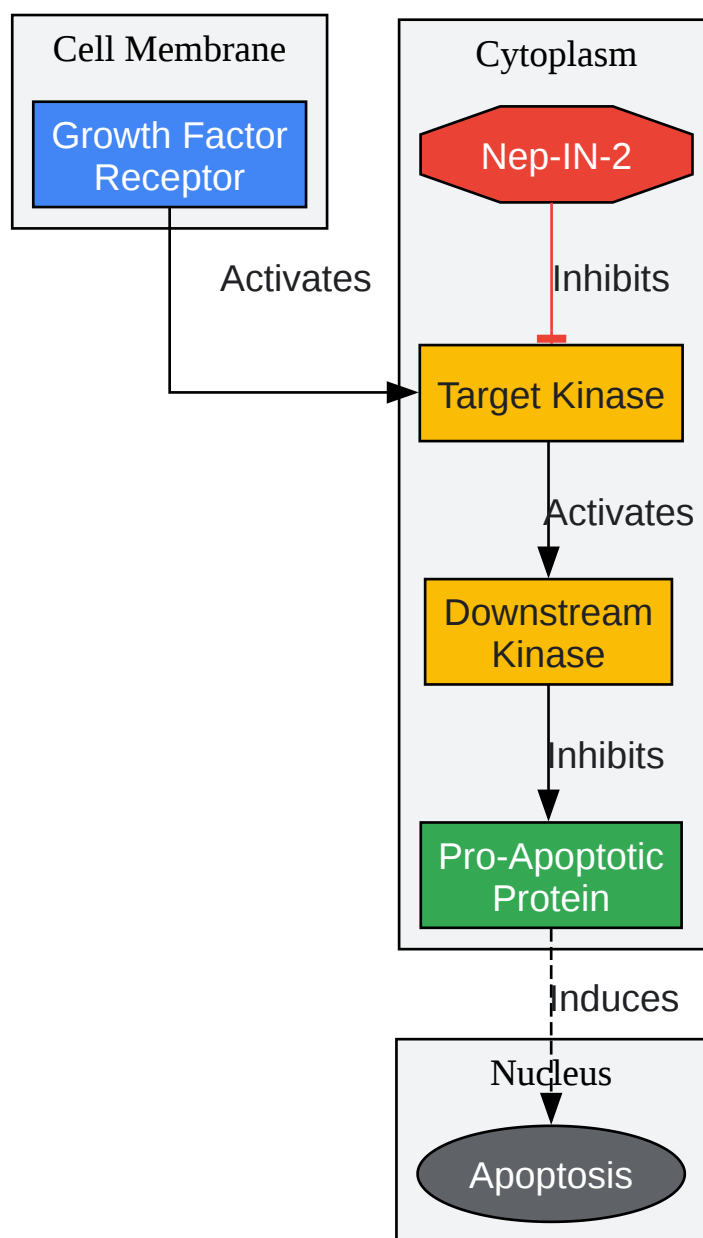 Cell Membrane
Growth Factor
Receptor
Activates
Cytoplasm
Nep-IN-2
Inhibits
Target Kinase
Activates
Downstream
Kinase
Inhibits
Pro-Apoptotic
Protein
Induces
Nucleus
Apoptosis